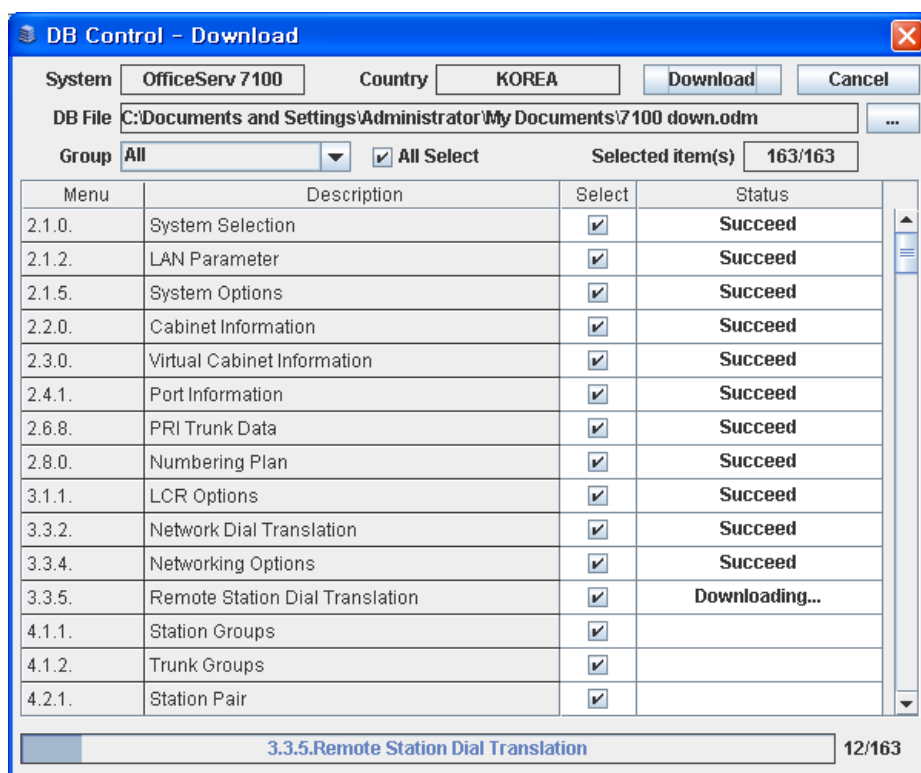 DB Control - Download
System OfficeServ 7100 Country KOREA Download Cancel
DB File C:\Documents and Settings\Administrator\My Documents\7100 down.odm ...
Group All All Select Selected item(s) 163/163
Menu Description Select Status
2.1.0. System Selection Succeed
2.1.2. LAN Parameter Succeed
2.1.5. System Options Succeed
2.2.0. Cabinet Information Succeed
2.3.0. Virtual Cabinet Information Succeed
2.4.1. Port Information Succeed
2.6.8. PRI Trunk Data Succeed
2.8.0. Numbering Plan Succeed
3.1.1. LCR Options Succeed
3.3.2. Network Dial Translation Succeed
3.3.4. Networking Options Succeed
3.3.5. Remote Station Dial Translation Downloading...
4.1.1. Station Groups
4.1.2. Trunk Groups
4.2.1. Station Pair
3.3.5.Remote Station Dial Translation 12/163